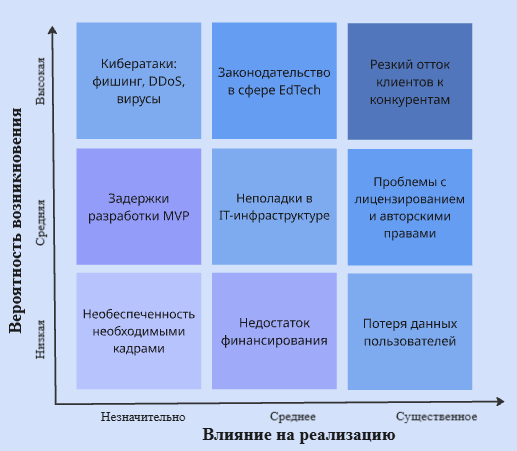 Вероятность возникновения
Высокая
Средняя
Низкая
Кибератаки:
фишинг, DDoS,
вирусы
Законодательство
в сфере EdTech
Резкий отток
клиентов к
конкурентам
Задержки
разработки MVP
Неполадки в
IT-инфраструктуре
Проблемы с
лицензированием
и авторскими
правами
Необеспеченность
необходимыми
кадрами
Недостаток
финансирования
Потеря данных
пользователей
Незначительно
Среднее
Существенное
Влияние на реализацию